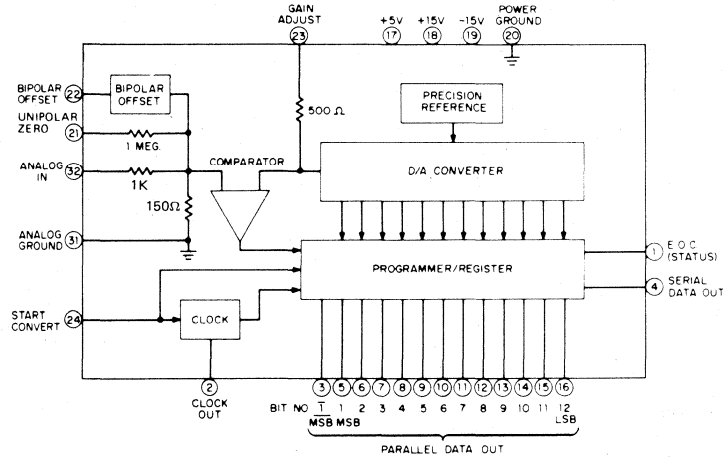 GAIN
ADJUST
23
+5V
17
+15V
18
-15V
19
POWER
GROUND
20
BIPOLAR
OFFSET
22
BIPOLAR
OFFSET
UNIPOLAR
ZERO
21
1 MEG.
ANALOG
IN
32
1K
150Ω
ANALOG
GROUND
31
500 Ω
PRECISION
REFERENCE
COMPARATOR
D/A CONVERTER
PROGRAMMER/REGISTER
1
E O C
(STATUS)
4
SERIAL
DATA OUT
START
CONVERT
24
CLOCK
2
CLOCK
OUT
3 5 6 7 8 9 10 11 12 13 14 15 16
BIT NO 1̅ 1 2 3 4 5 6 7 8 9 10 11 12
M̅S̅B̅ MSB LSB
PARALLEL DATA OUT